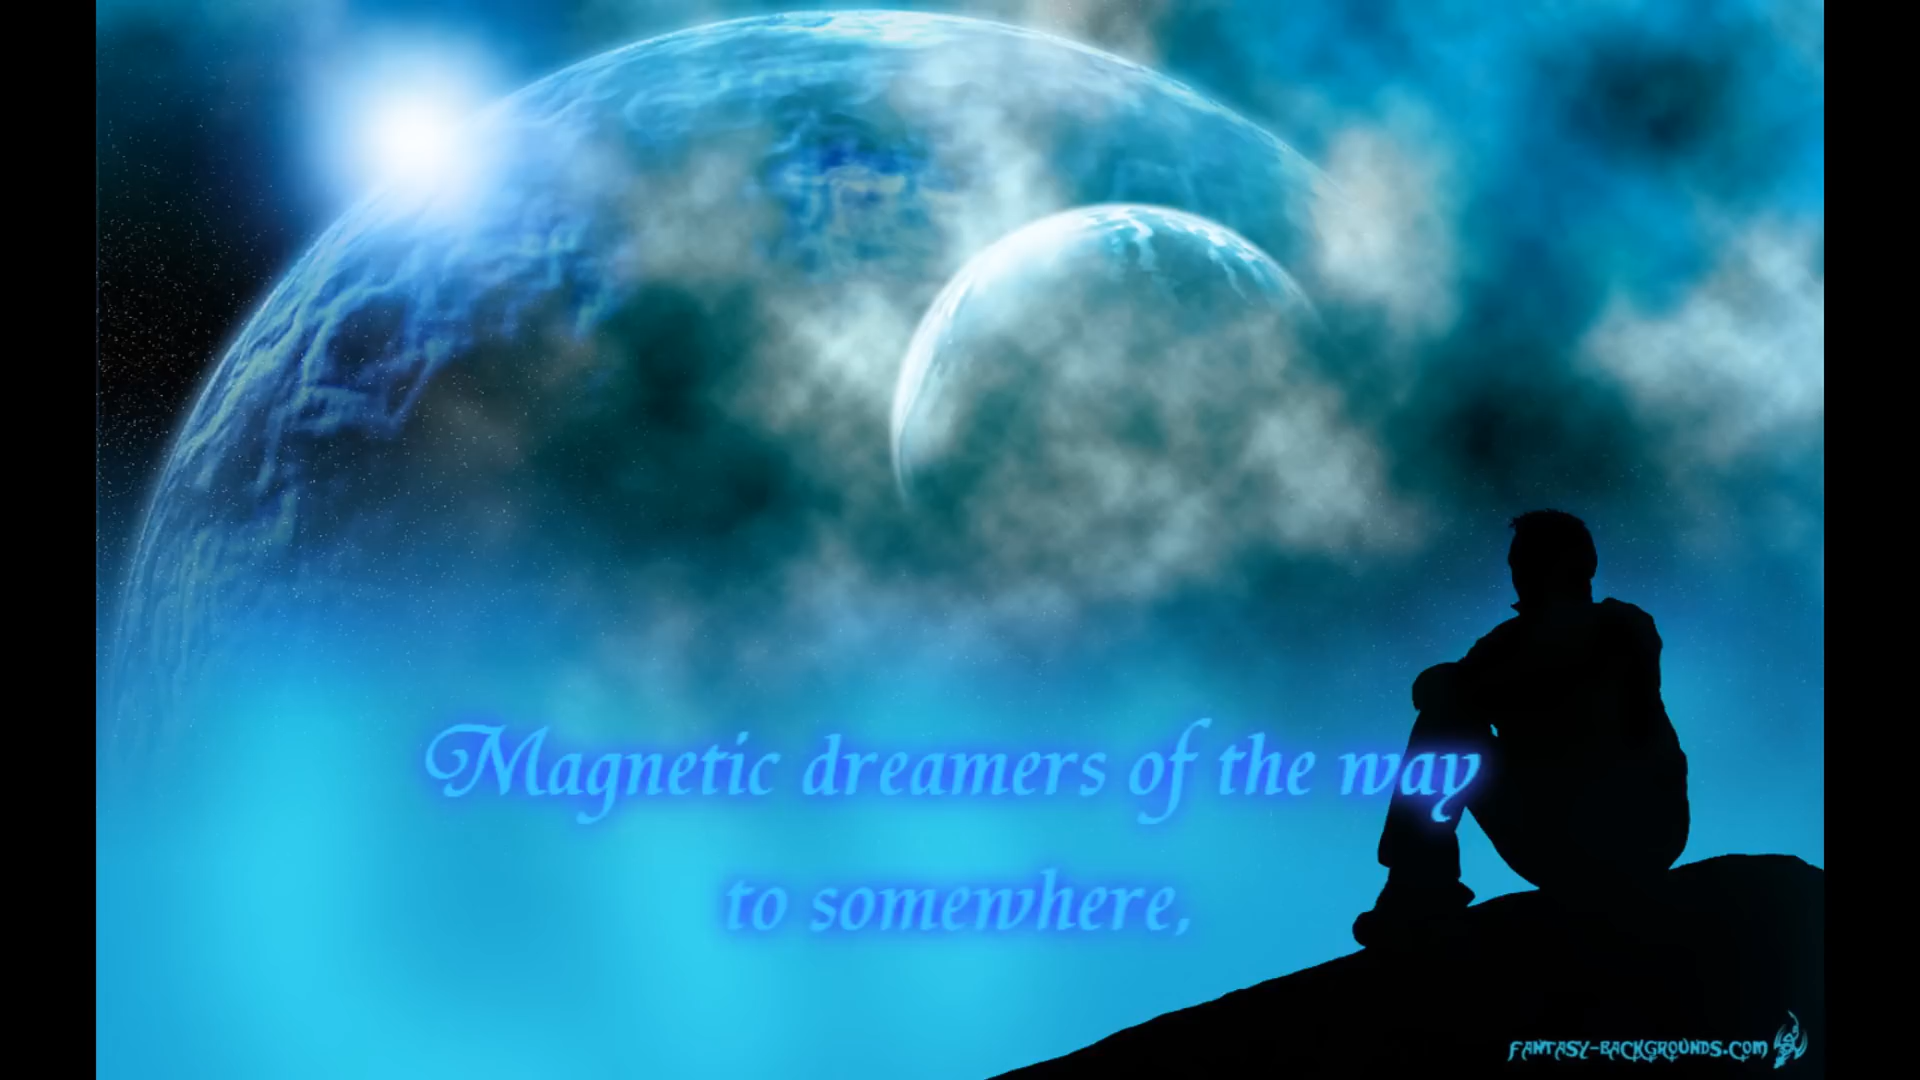 Magnetic dreamers of the way
to somewhere,
FANTASY-BACKGROUNDS.COM